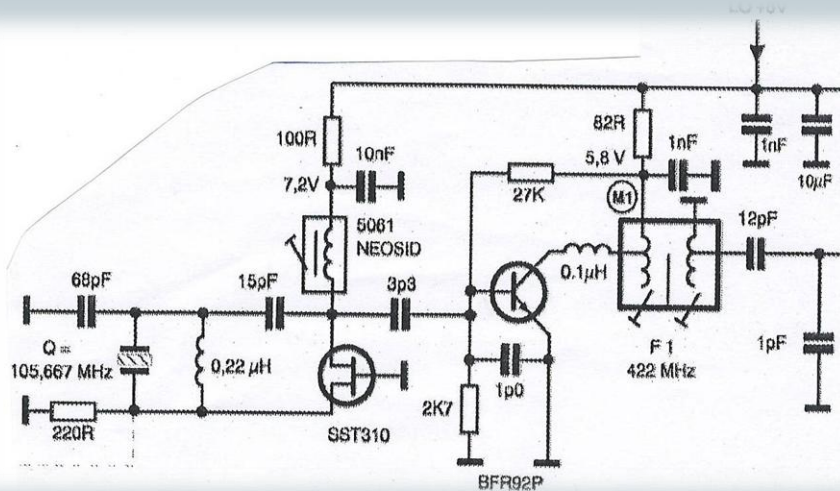 100R
10nF
7,2V
5061
NEOSID
82R
1nF
5,8 V
27K
M1
1nF
10µF
68pF
15pF
3p3
0.1µH
12pF
Q =
105,667 MHz
0,22 µH
F 1
422 MHz
1pF
220R
SST310
2K7
1p0
BFR92P